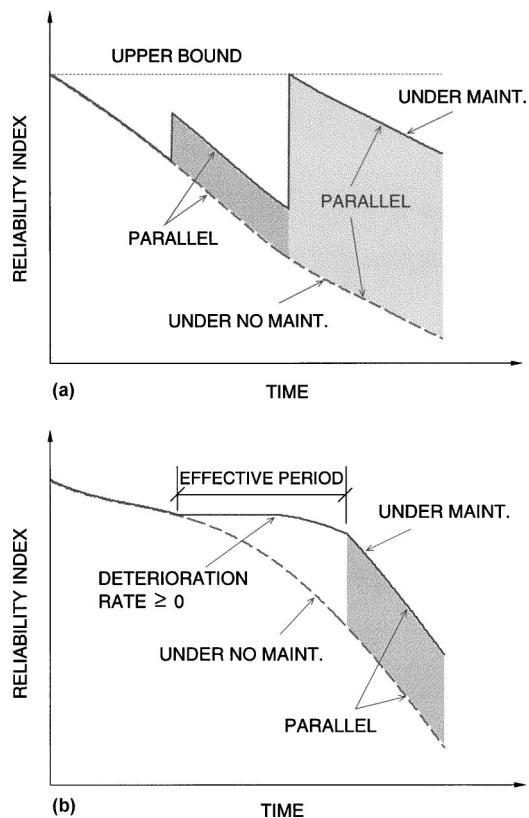 UPPER BOUND
UNDER MAINT.
PARALLEL
PARALLEL
UNDER NO MAINT.
RELIABILITY INDEX
(a)
TIME
EFFECTIVE PERIOD
UNDER MAINT.
DETERIORATION
RATE ≥ 0
UNDER NO MAINT.
PARALLEL
RELIABILITY INDEX
(b)
TIME